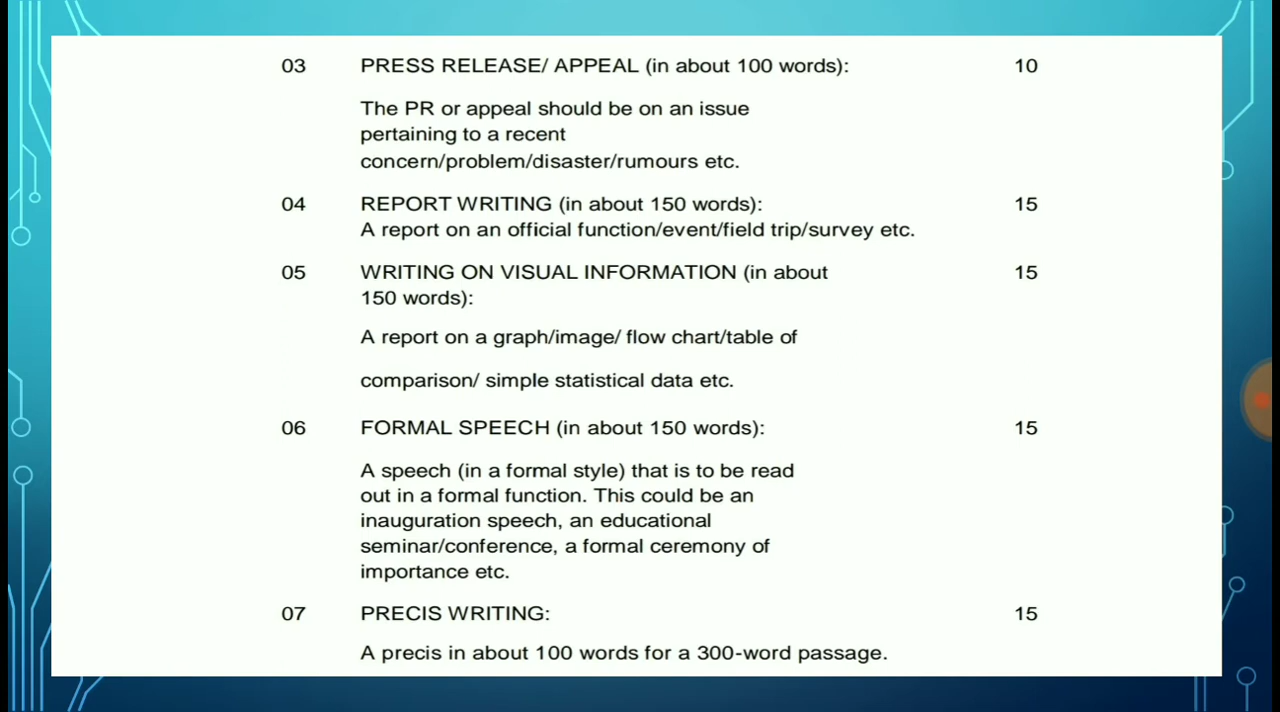 03 PRESS RELEASE/ APPEAL (in about 100 words): 10
The PR or appeal should be on an issue
pertaining to a recent
concern/problem/disaster/rumours etc.
04 REPORT WRITING (in about 150 words): 15
A report on an official function/event/field trip/survey etc.
05 WRITING ON VISUAL INFORMATION (in about 15
150 words):
A report on a graph/image/ flow chart/table of
comparison/ simple statistical data etc.
06 FORMAL SPEECH (in about 150 words): 15
A speech (in a formal style) that is to be read
out in a formal function. This could be an
inauguration speech, an educational
seminar/conference, a formal ceremony of
importance etc.
07 PRECIS WRITING: 15
A precis in about 100 words for a 300-word passage.